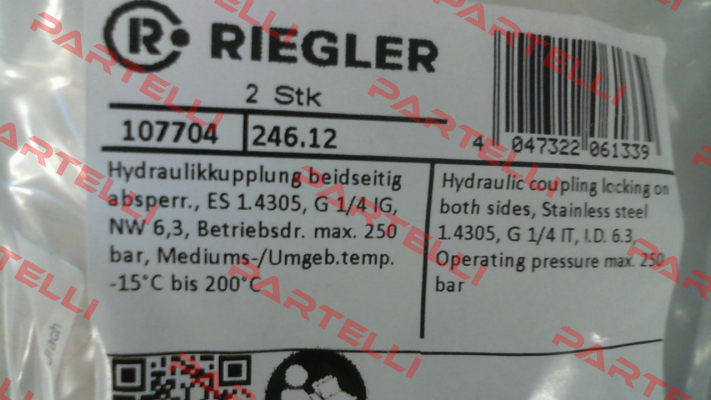 RIEGLER
2 Stk
107704 246.12
4 047322 061339
Hydraulikkupplung beidseitig
absperr., ES 1.4305, G 1/4 IG,
NW 6,3, Betriebsdr. max. 250
bar, Mediums-/Umgeb.temp.
-15°C bis 200°C
Hydraulic coupling locking on
both sides, Stainless steel
1.4305, G 1/4 IT, I.D. 6.3,
Operating pressure max. 250
bar
PARTELLI
PARTELLI
PARTELLI
PARTELLI
PARTELLI
PARTELLI
PARTELLI
PARTELLI